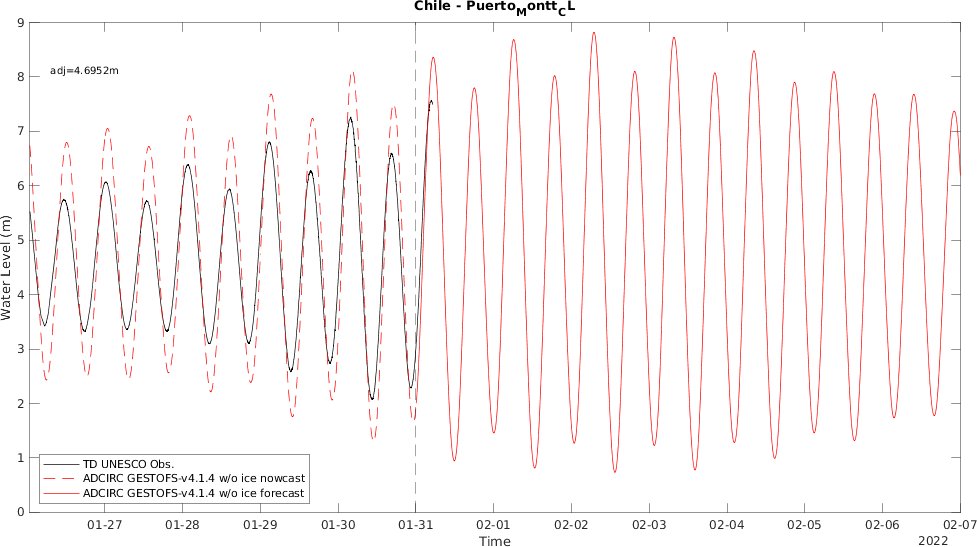 Chile - PuertoMonttCL
adj=4.6952m
Water Level (m)
9
8
7
6
5
4
3
2
1
0
TD UNESCO Obs.
ADCIRC GESTOFS-v4.1.4 w/o ice nowcast
ADCIRC GESTOFS-v4.1.4 w/o ice forecast
01-27 01-28 01-29 01-30 01-31 02-01 02-02 02-03 02-04 02-05 02-06 02-07
Time
2022